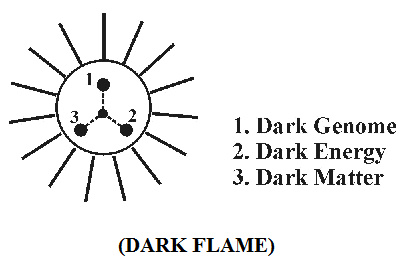 1
3 2
1. Dark Genome
2. Dark Energy
3. Dark Matter
(DARK FLAME)